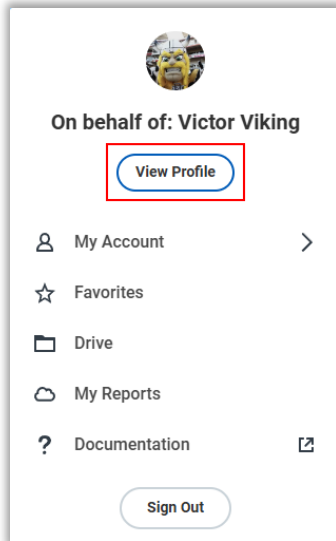 On behalf of: Victor Viking
View Profile
My Account
Favorites
Drive
My Reports
Documentation
Sign Out